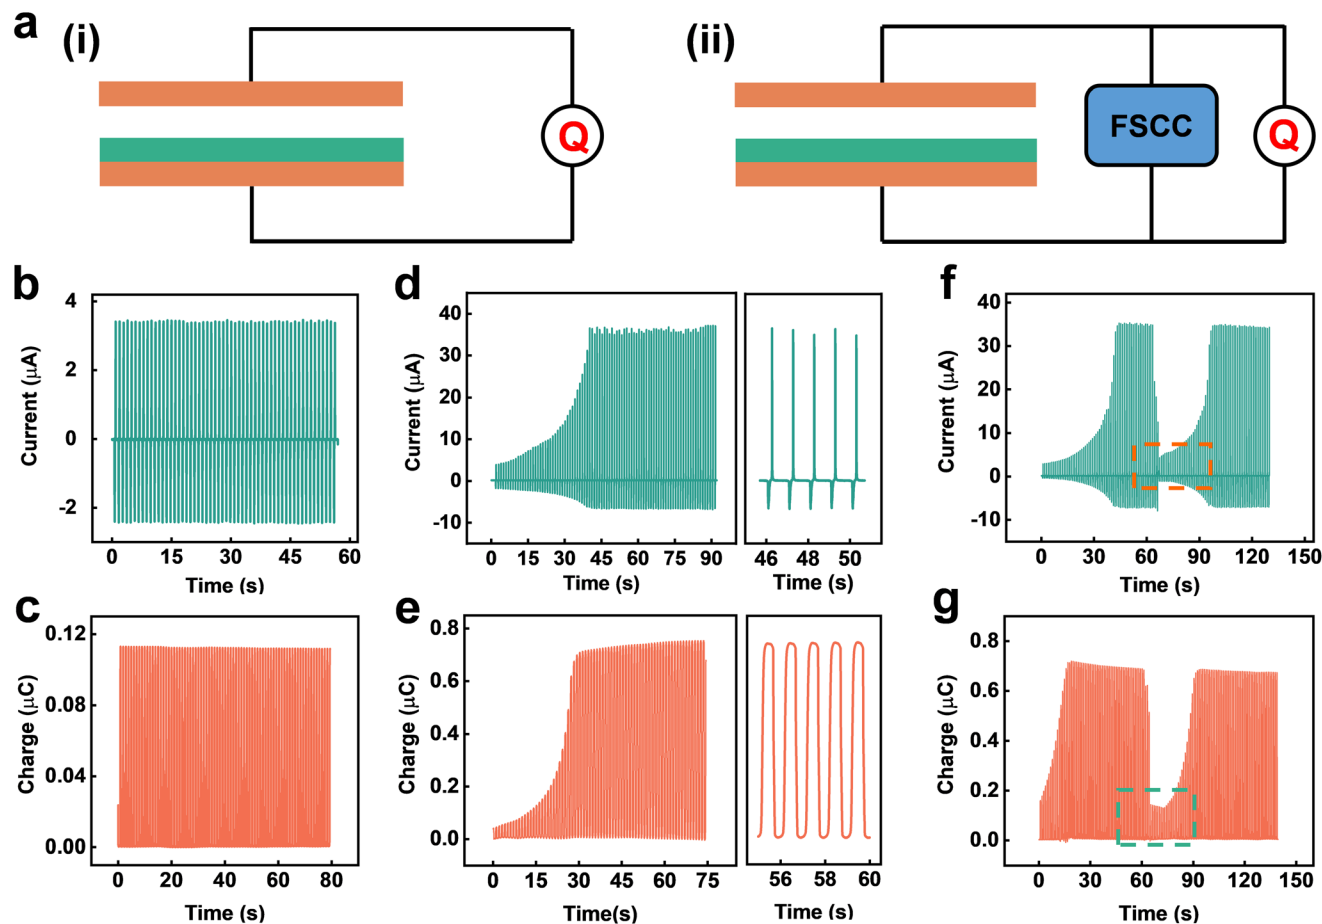 a (i) (ii)
Q
FSCC
Q
b
Current (μA)
4
2
0
-2
0 15 30 45 60
Time (s)
d
Current (μA)
40
30
20
10
0
-10
0 15 30 45 60 75 90
Time (s)
46 48 50
Time (s)
f
Current (μA)
40
30
20
10
0
-10
0 30 60 90 120 150
Time (s)
c
Charge (μC)
0.12
0.08
0.04
0.00
0 20 40 60 80
Time (s)
e
Charge (μC)
0.8
0.6
0.4
0.2
0.0
0 15 30 45 60 75
Time(s)
56 58 60
Time (s)
g
Charge (μC)
0.8
0.6
0.4
0.2
0.0
0 30 60 90 120 150
Time (s)